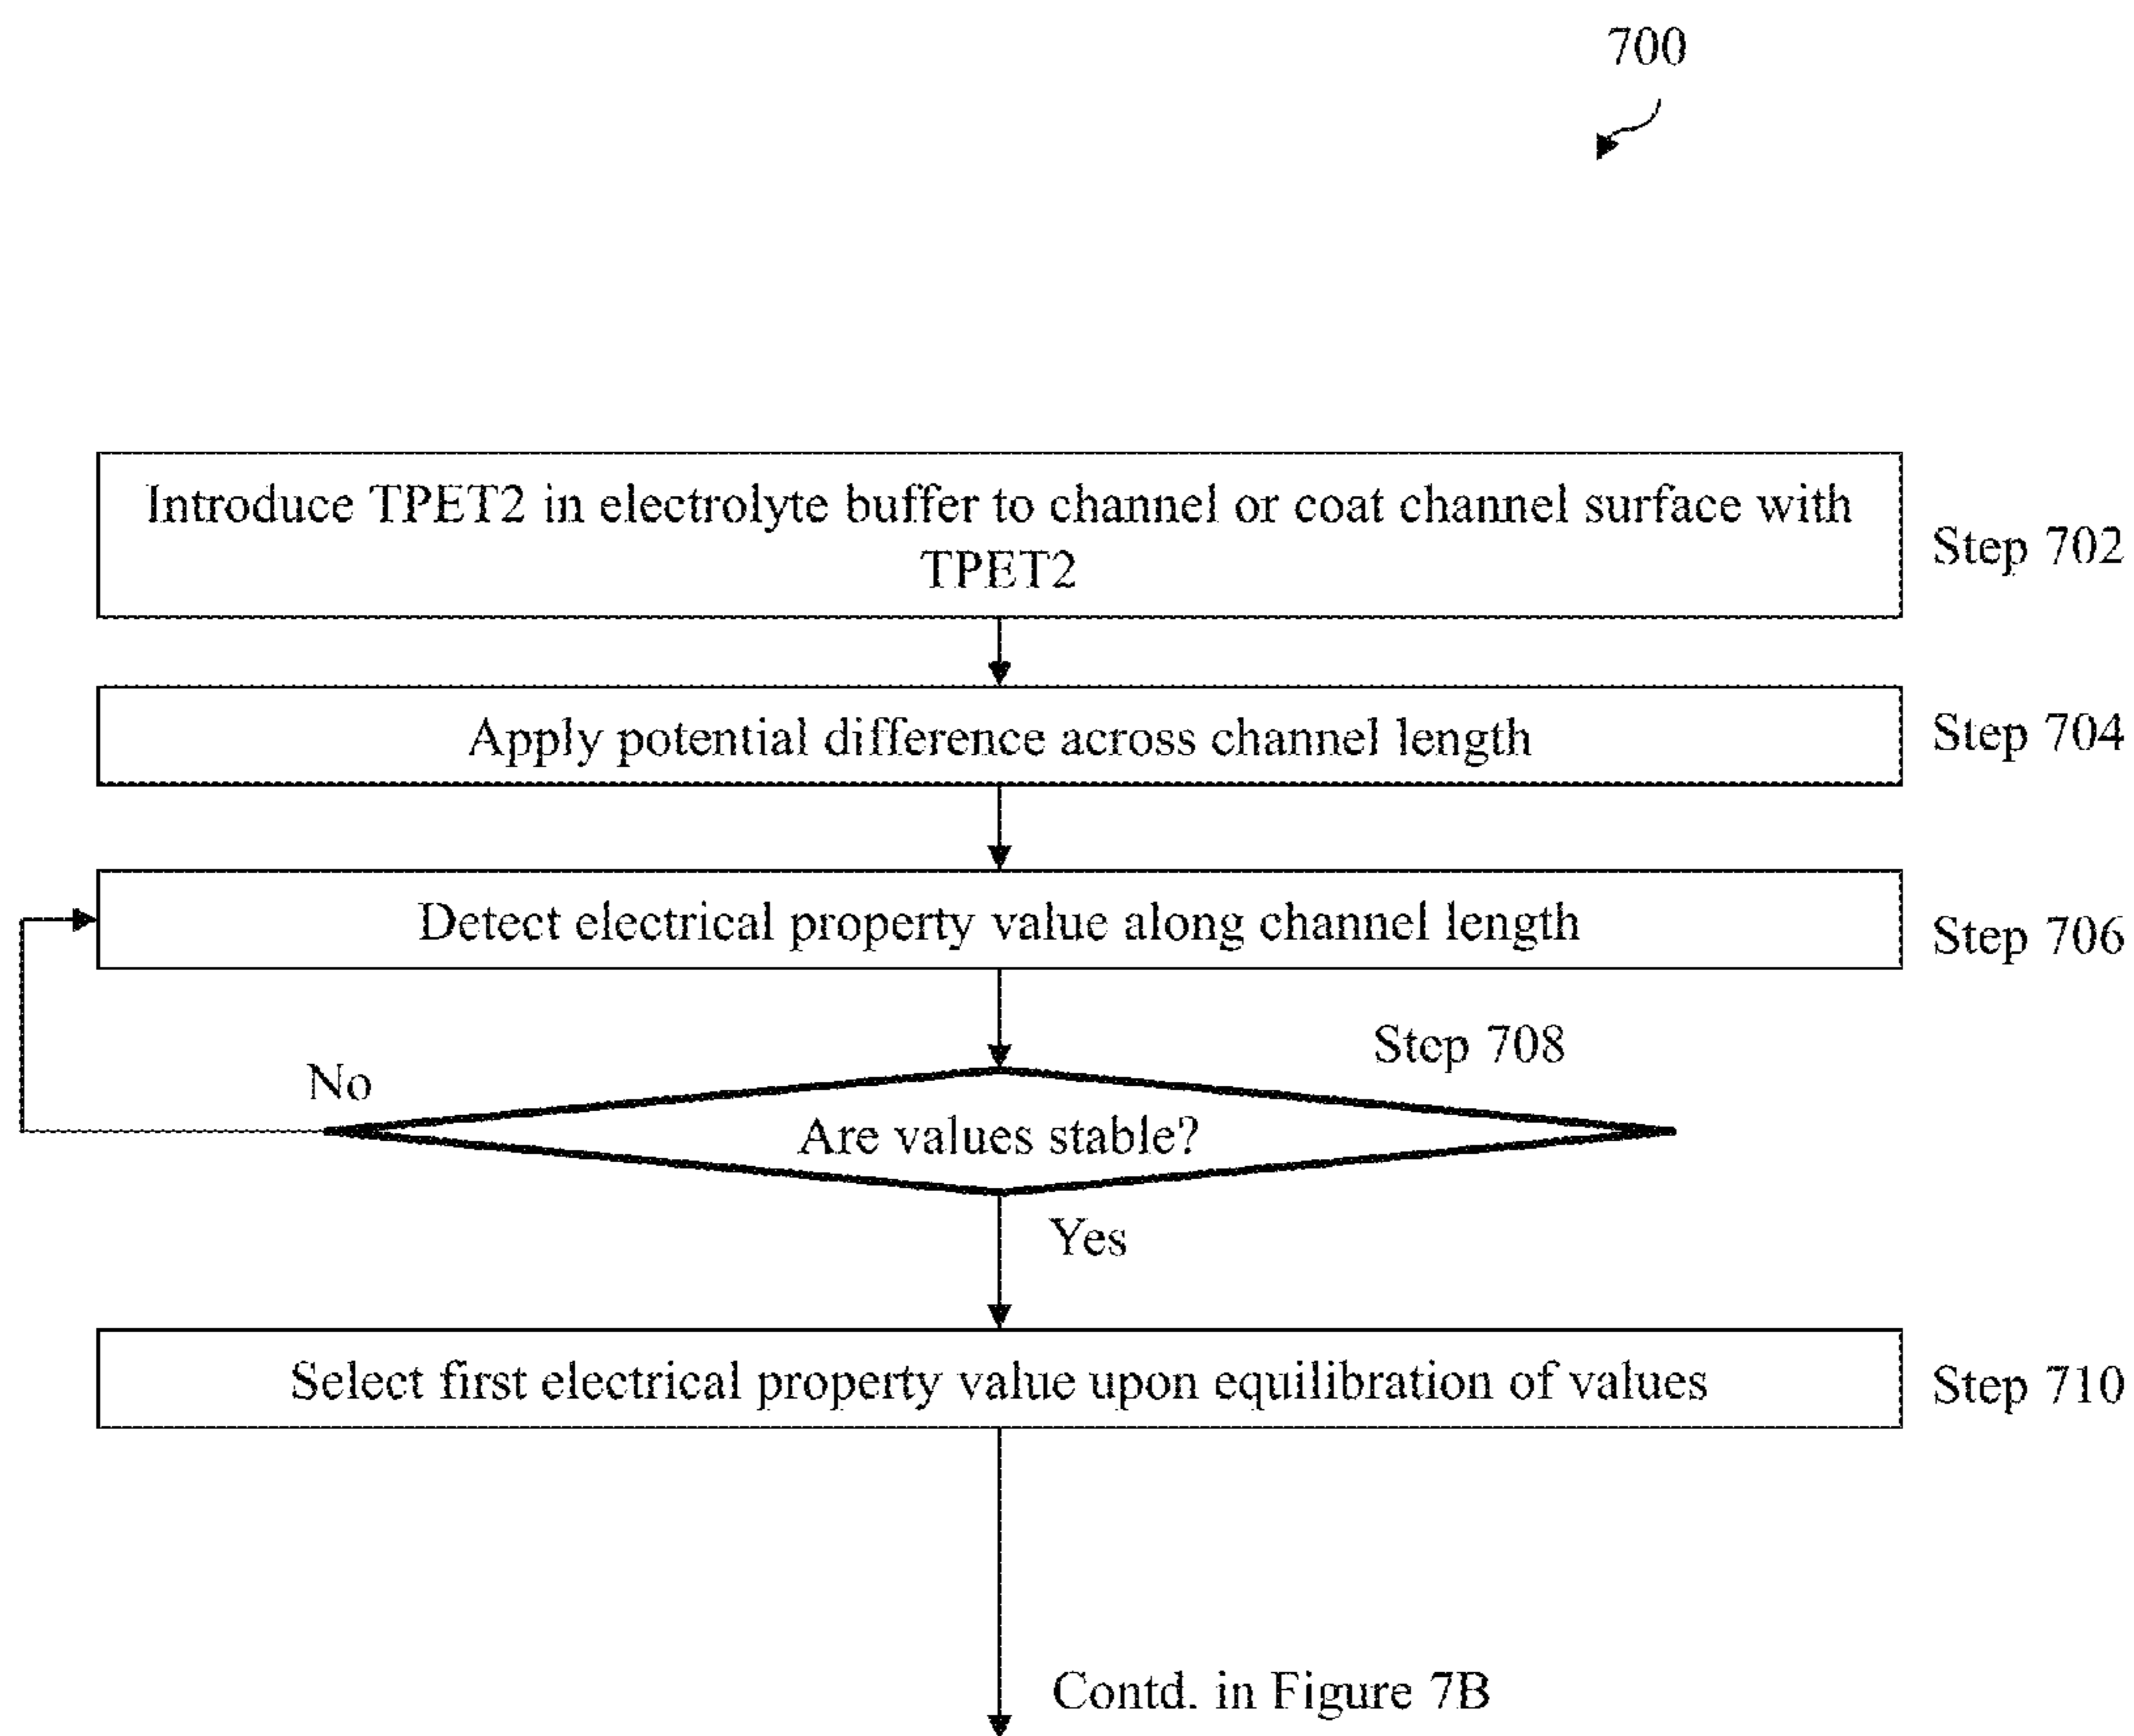 700
Introduce TPET2 in electrolyte buffer to channel or coat channel surface with
TPET2
Step 702
Apply potential difference across channel length
Step 704
Detect electrical property value along channel length
Step 706
Step 708
No
Are values stable?
Yes
Select first electrical property value upon equilibration of values
Step 710
Contd. in Figure 7B